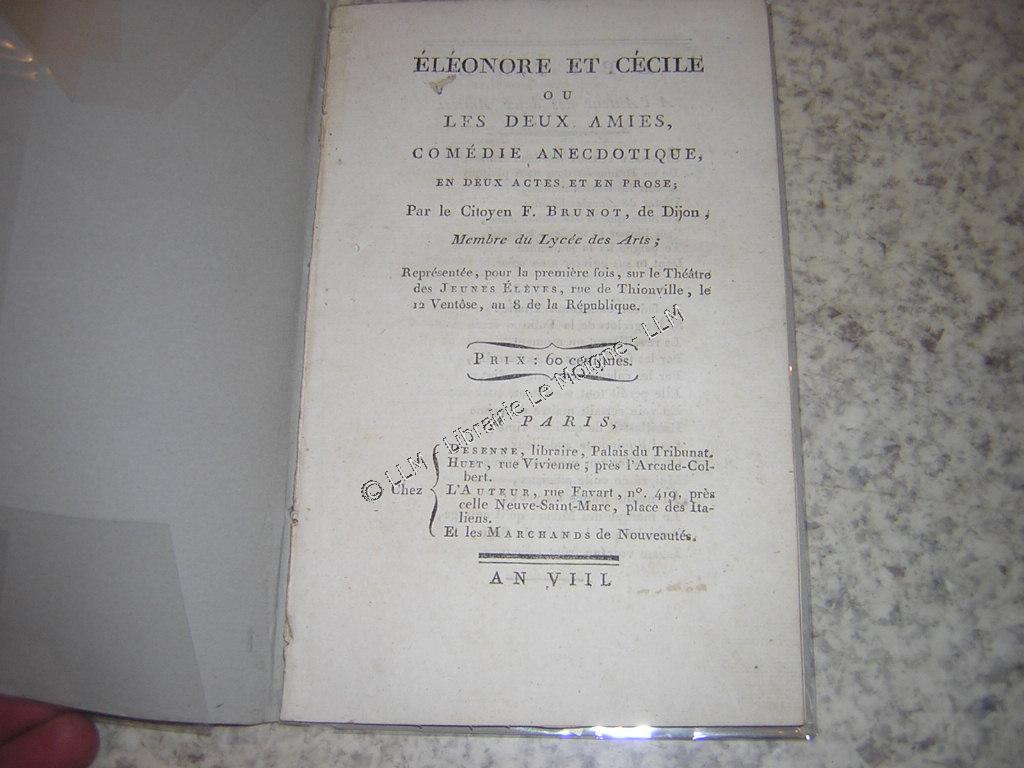 ÉLÉONORE ET CÉCILE
OU
LES DEUX AMIES,
COMÉDIE ANECDOTIQUE,
EN DEUX ACTES ET EN PROSE;
Par le Citoyen F. BRUNOT, de Dijon,
Membre du Lycée des Arts;
Représentée, pour la première fois, sur le Théâtre
des JEUNES ÉLÈVES, rue de Thionville, le
12 Ventôse, an 8 de la République.
PRIX : 60 centimes.
PARIS,
Chez
DESENNE, libraire, Palais du Tribunat.
HUET, rue Vivienne, près l'Arcade-Col-
bert.
L'AUTEUR, rue Favart, nº. 419, près
celle Neuve-Saint-Marc, place des Ita-
liens.
Et les MARCHANDS de Nouveautés.
AN VIII.
© LLM - Librairie Le Moigne - LLM